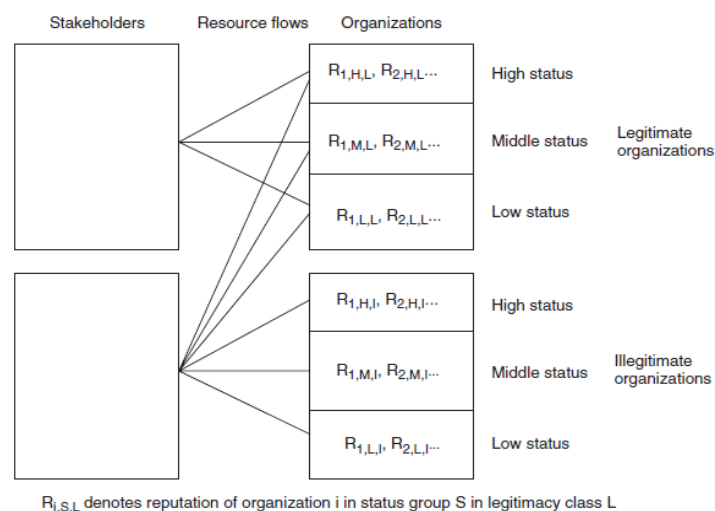 Stakeholders Resource flows Organizations
R1,H,L, R2,H,L... High status
R1,M,L, R2,M,L... Middle status
Legitimate
organizations
R1,L,L, R2,L,L... Low status
R1,H,I, R2,H,I... High status
R1,M,I, R2,M,I... Middle status
Illegitimate
organizations
R1,L,I, R2,L,I... Low status
Ri,S,L denotes reputation of organization i in status group S in legitimacy class L